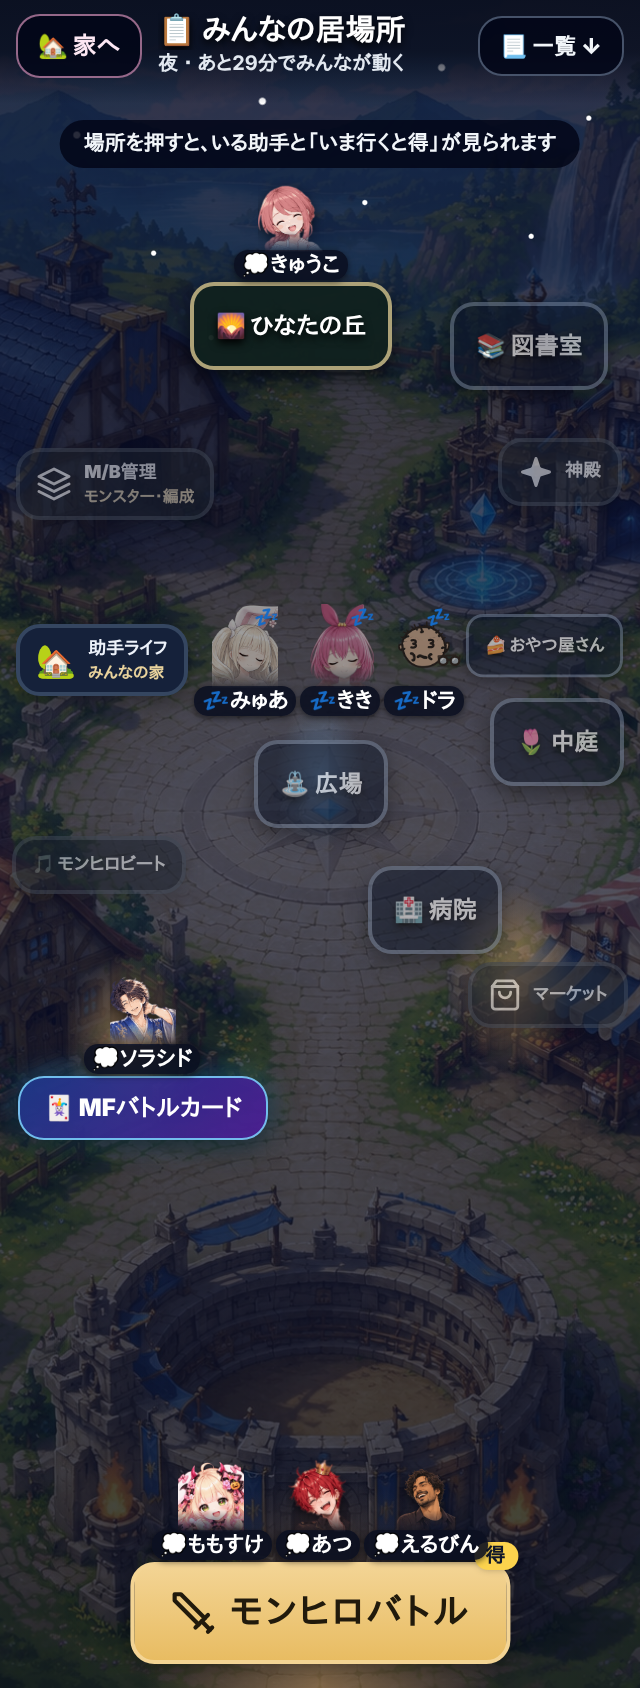 家へ
みんなの居場所
夜・あと29分でみんなが動く
一覧 ↓
場所を押すと、いる助手と「いま行くと得」が見られます
きゅうこ
ひなたの丘
図書室
M/B管理
モンスター・編成
神殿
助手ライフ
みんなの家
みゅあ
きき
ドラ
おやつ屋さん
中庭
広場
モンヒロビート
病院
マーケット
ソラシド
MFバトルカード
ももすけ
あつ
えるびん
得
モンヒロバトル